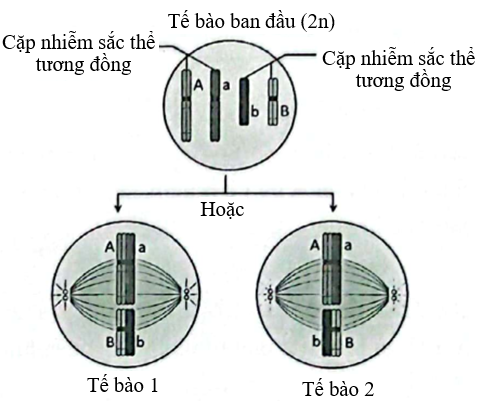 Tế bào ban đầu (2n)
Cặp nhiễm sắc thể
tương đồng
Cặp nhiễm sắc thể
tương đồng
A a b B
Hoặc
A a
B b
A a
b B
Tế bào 1
Tế bào 2